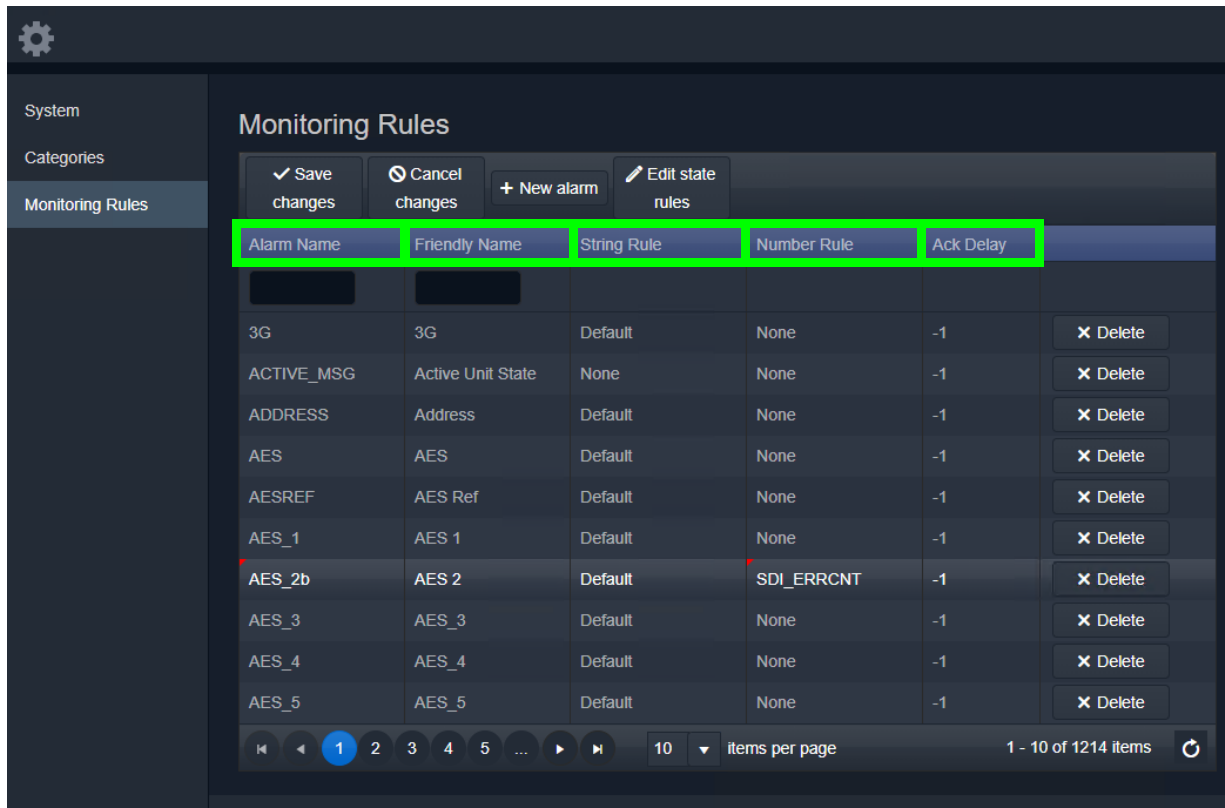 System
Categories
Monitoring Rules
Monitoring Rules
Save changes
Cancel changes
New alarm
Edit state rules
Alarm Name Friendly Name String Rule Number Rule Ack Delay
3G 3G Default None -1 Delete
ACTIVE_MSG Active Unit State None None -1 Delete
ADDRESS Address Default None -1 Delete
AES AES Default None -1 Delete
AESREF AES Ref Default None -1 Delete
AES_1 AES 1 Default None -1 Delete
AES_2b AES 2 Default SDI_ERRCNT -1 Delete
AES_3 AES_3 Default None -1 Delete
AES_4 AES_4 Default None -1 Delete
AES_5 AES_5 Default None -1 Delete
1 2 3 4 5 ... 10 items per page 1 - 10 of 1214 items